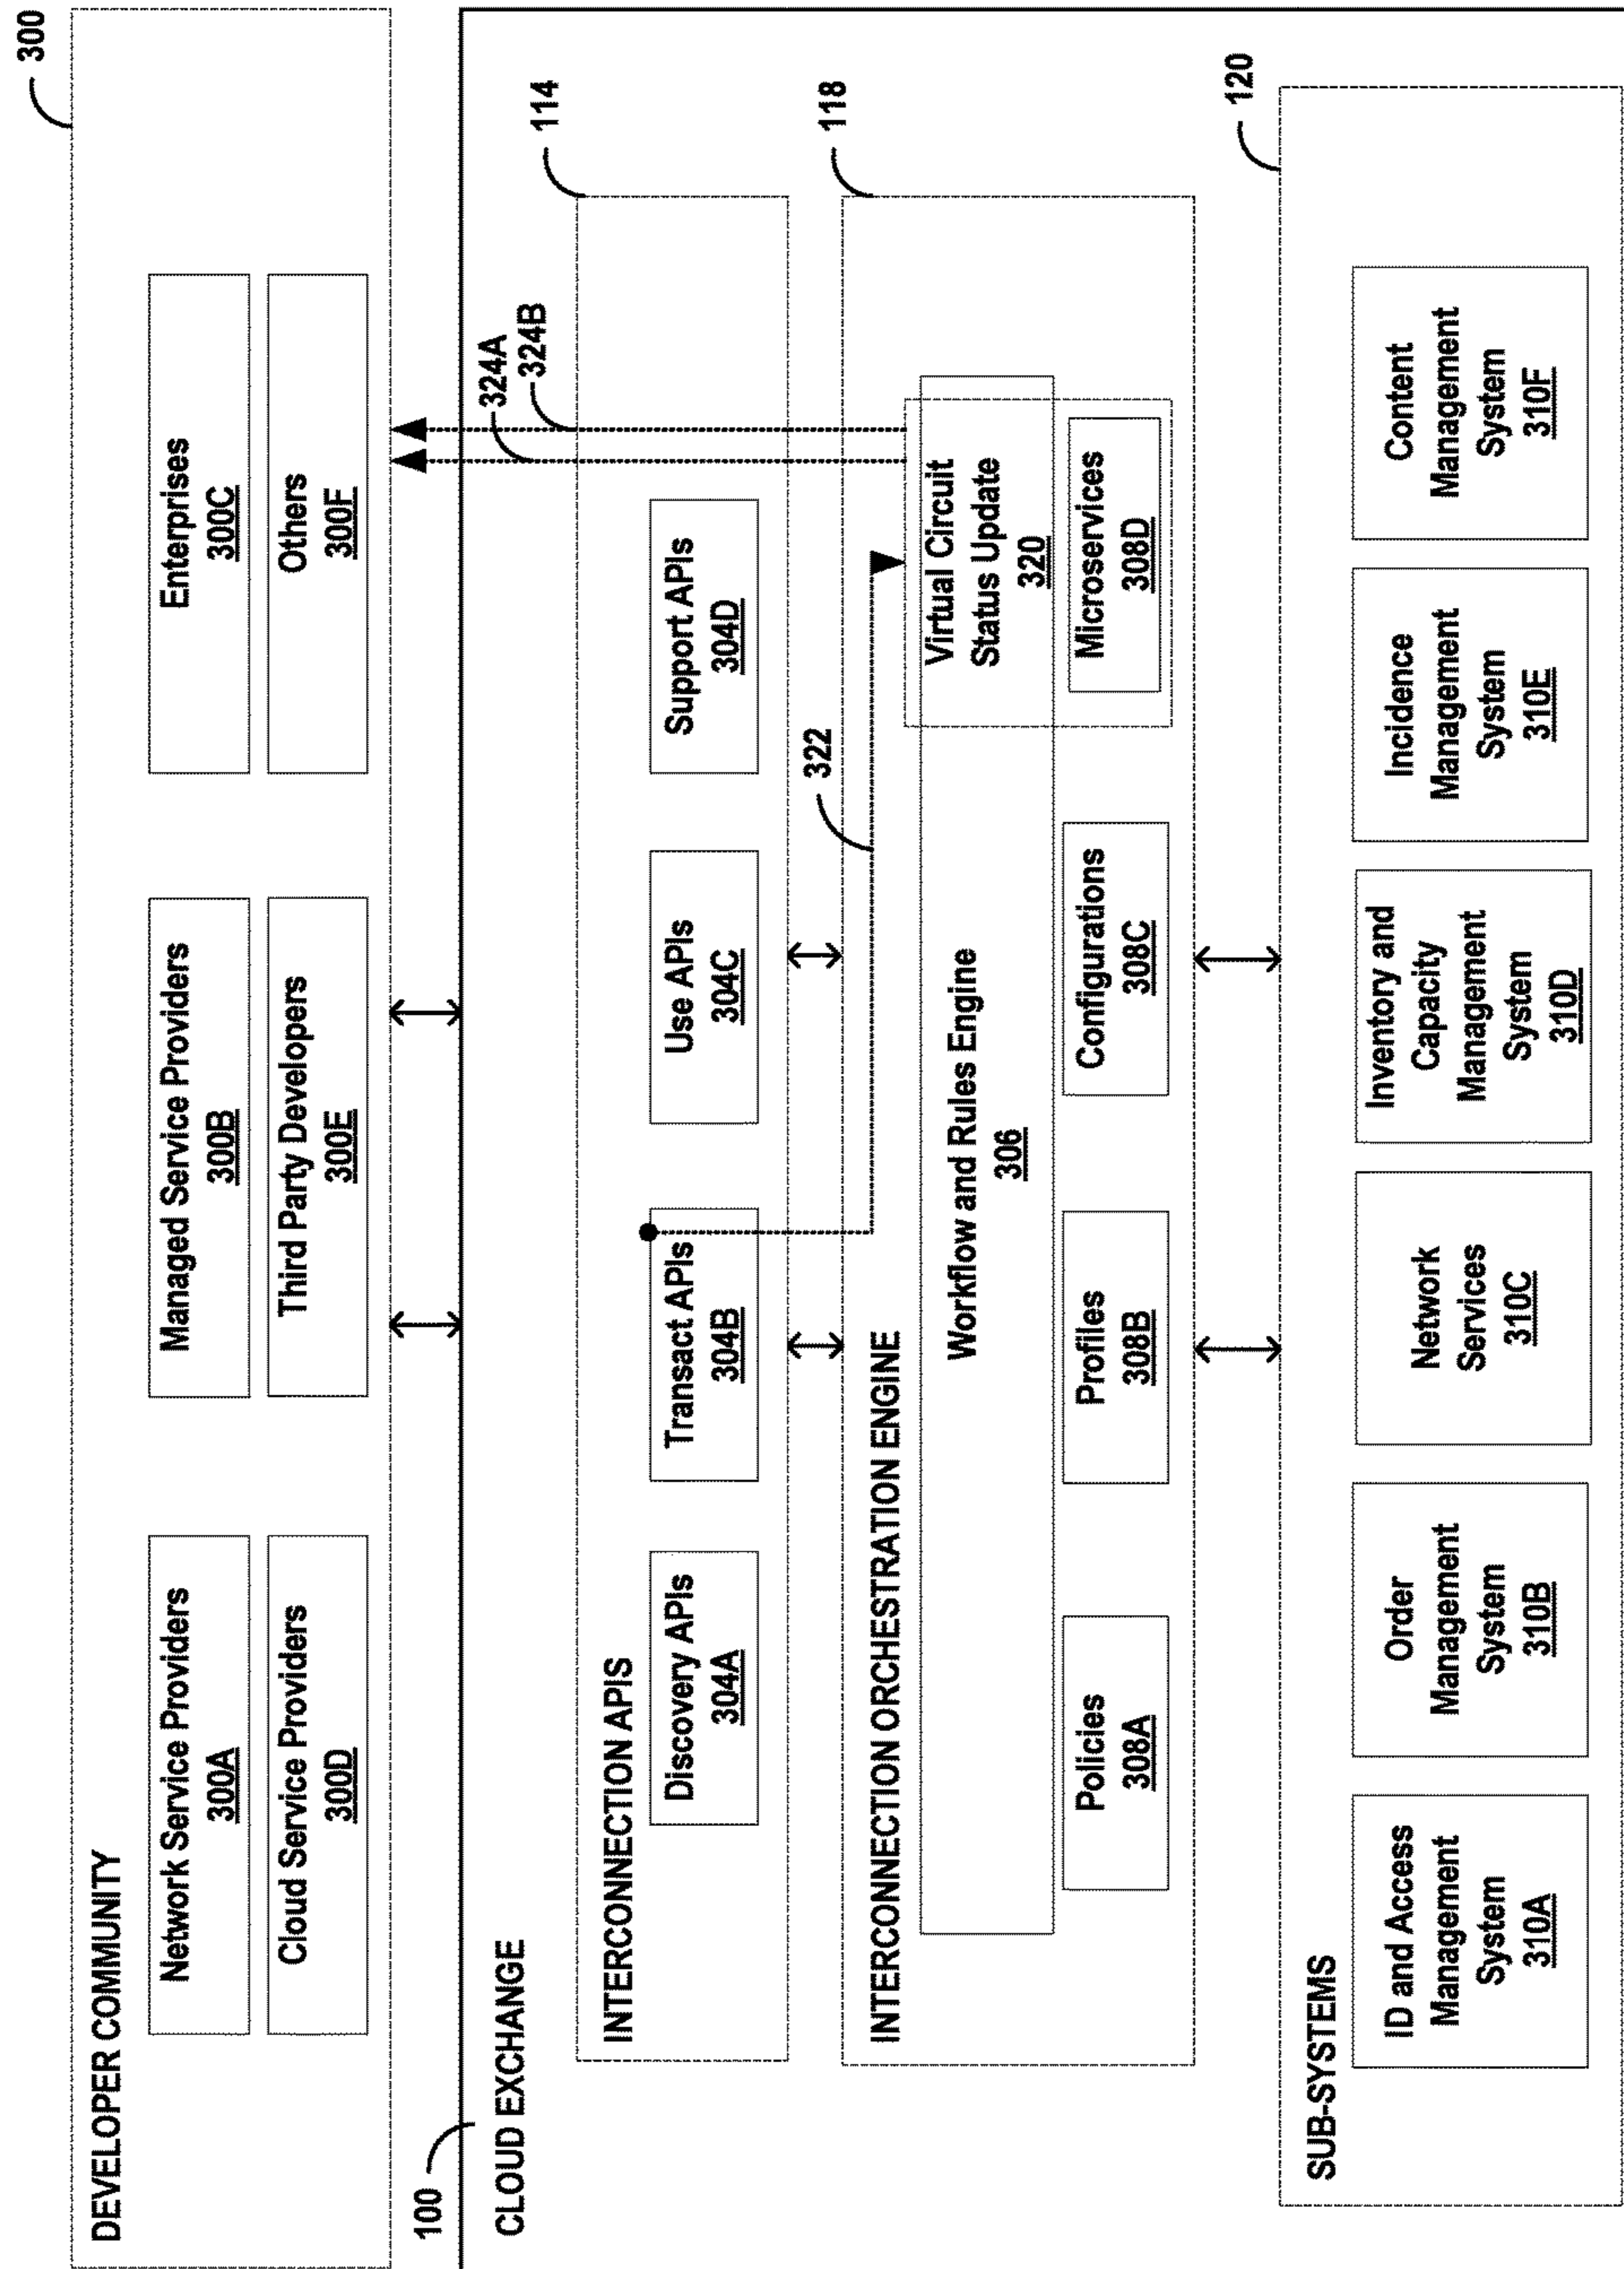 300
DEVELOPER COMMUNITY
Network Service Providers
300A
Managed Service Providers
300B
Enterprises
300C
Cloud Service Providers
300D
Third Party Developers
300E
Others
300F
100
CLOUD EXCHANGE
324A
324B
114
INTERCONNECTION APIS
Discovery APIs
304A
Transact APIs
304B
Use APIs
304C
Support APIs
304D
322
118
INTERCONNECTION ORCHESTRATION ENGINE
Workflow and Rules Engine
306
Virtual Circuit
Status Update
320
Policies
308A
Profiles
308B
Configurations
308C
Microservices
308D
120
SUB-SYSTEMS
ID and Access
Management
System
310A
Order
Management
System
310B
Network
Services
310C
Inventory and
Capacity
Management
System
310D
Incidence
Management
System
310E
Content
Management
System
310F